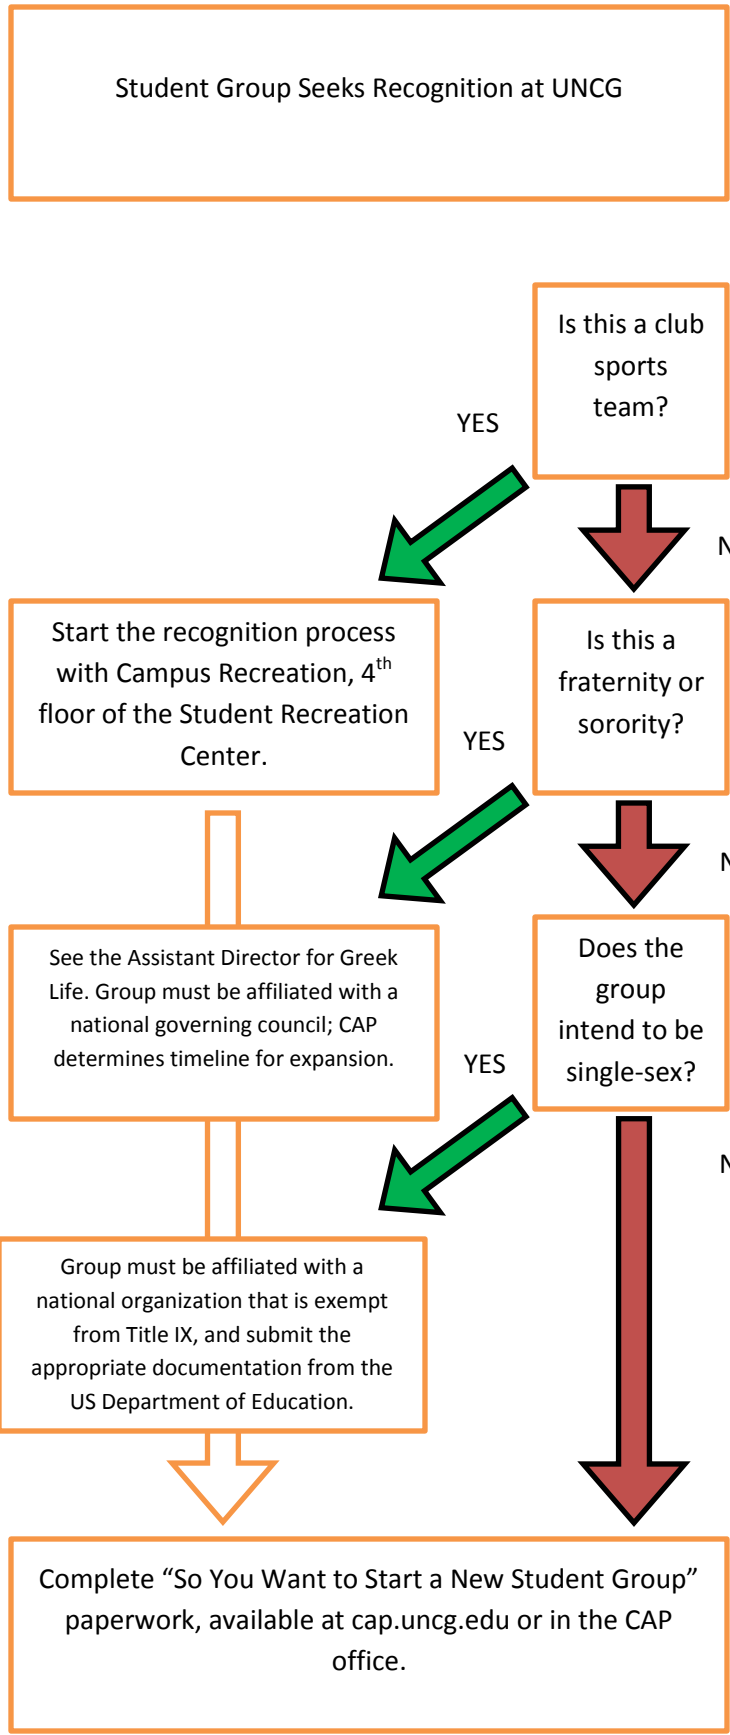 Student Group Seeks Recognition at UNCG
Is this a club
sports
team?
YES
N
Start the recognition process
with Campus Recreation, 4th
floor of the Student Recreation
Center.
Is this a
fraternity or
sorority?
YES
N
See the Assistant Director for Greek
Life. Group must be affiliated with a
national governing council; CAP
determines timeline for expansion.
Does the
group
intend to be
single-sex?
YES
N
Group must be affiliated with a
national organization that is exempt
from Title IX, and submit the
appropriate documentation from the
US Department of Education.
Complete “So You Want to Start a New Student Group”
paperwork, available at cap.uncg.edu or in the CAP
office.